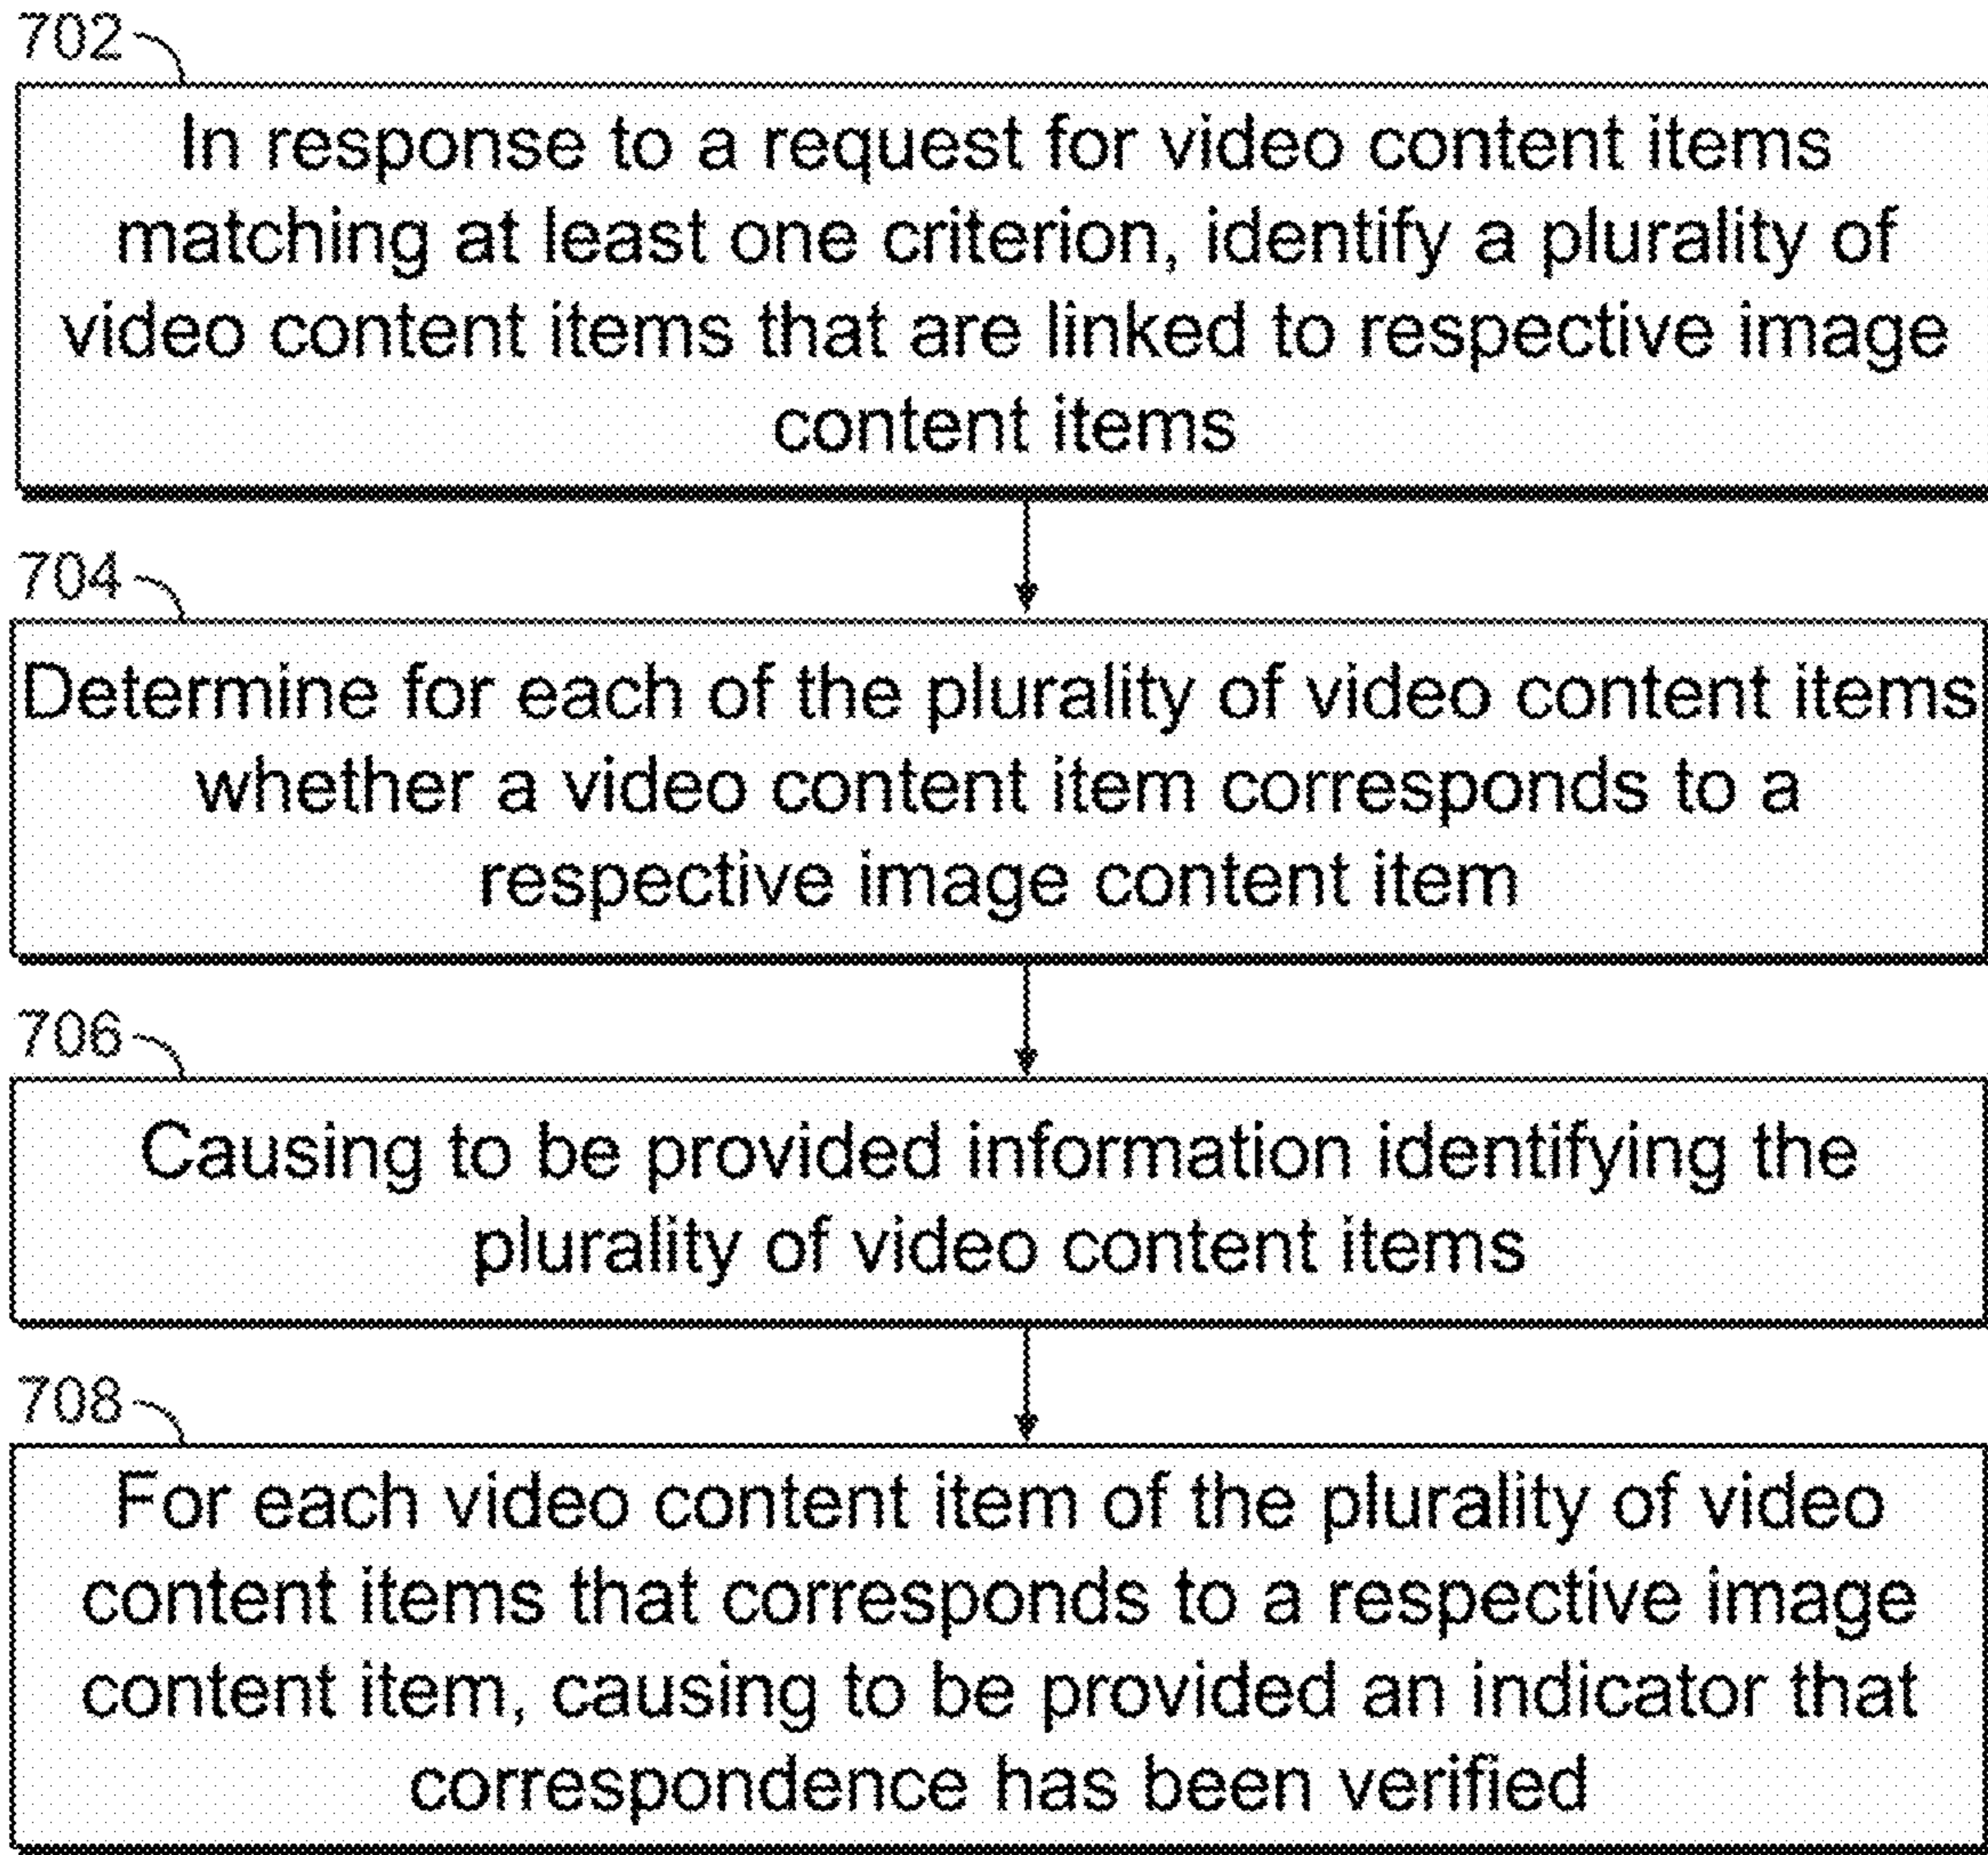 702
In response to a request for video content items
matching at least one criterion, identify a plurality of
video content items that are linked to respective image
content items
704
Determine for each of the plurality of video content items
whether a video content item corresponds to a
respective image content item
706
Causing to be provided information identifying the
plurality of video content items
708
For each video content item of the plurality of video
content items that corresponds to a respective image
content item, causing to be provided an indicator that
correspondence has been verified